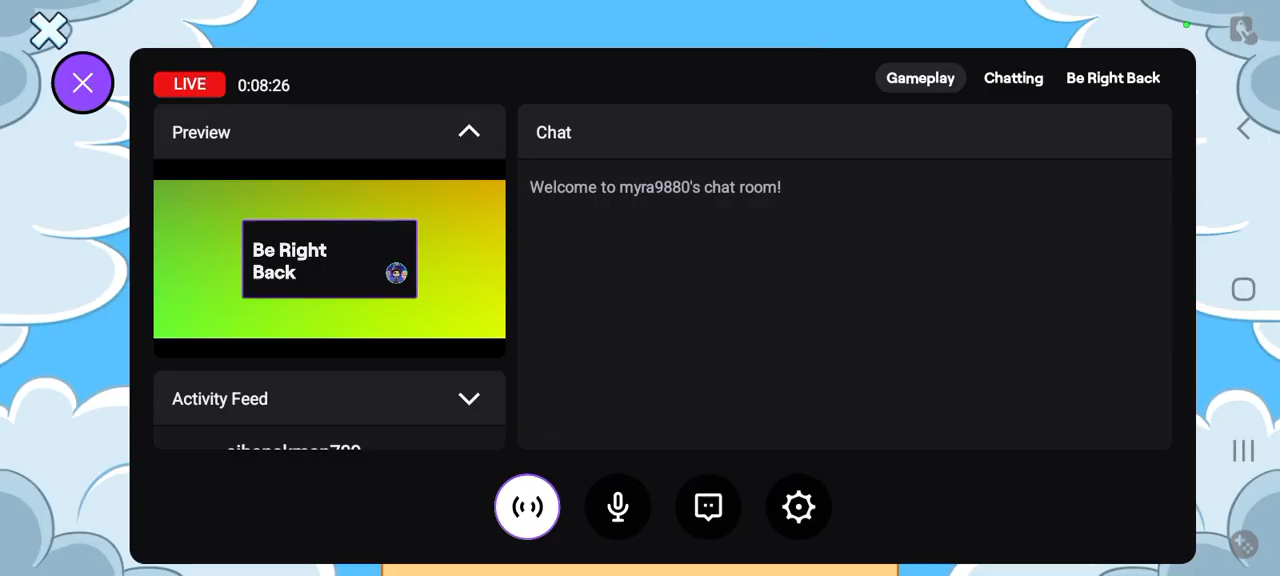 LIVE
0:08:26
Gameplay
Chatting
Be Right Back
Preview
Chat
Welcome to myra9880's chat room!
Be Right
Back
Activity Feed